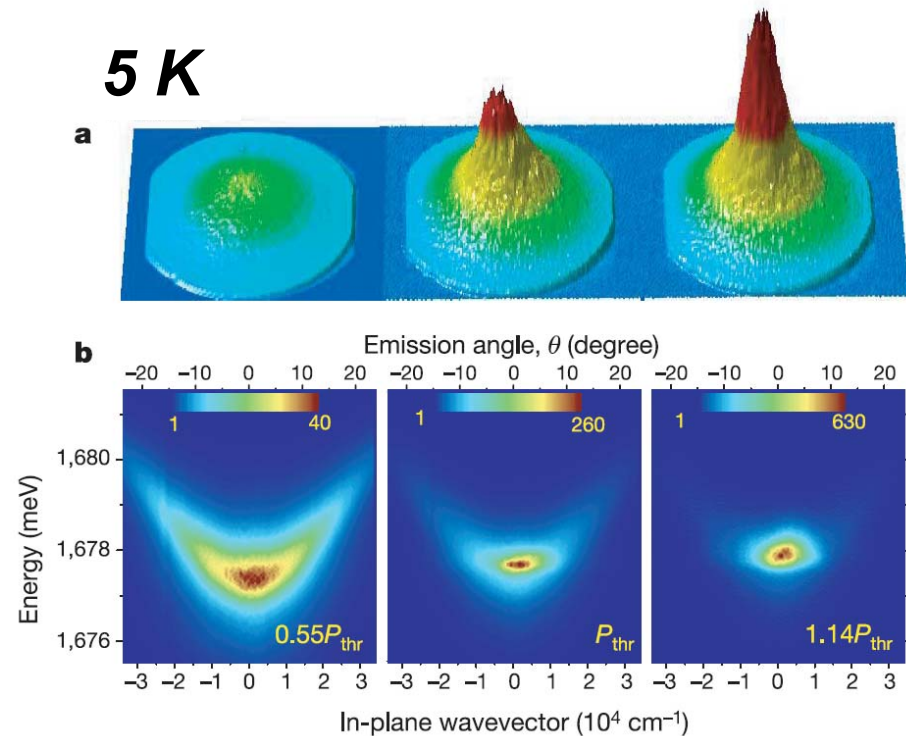 5 K
a
b
Emission angle, θ (degree)
−20 −10 0 10 20 −20 −10 0 10 20 −20 −10 0 10 20
1 40 1 260 1 630
1,680
1,678
1,676
Energy (meV)
0.55Pthr Pthr 1.14Pthr
−3 −2 −1 0 1 2 3 −3 −2 −1 0 1 2 3 −3 −2 −1 0 1 2 3
In-plane wavevector (10⁴ cm⁻¹)